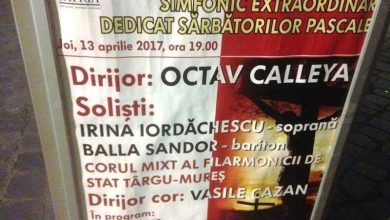 SIMFONIC EXTRAORDINAR
DEDICAT SĂRBĂTORILOR PASCALE
Joi, 13 aprilie 2017, ora 19.00
Dirijor: OCTAV CALLEYA
Soliști:
IRINA IORDĂCHESCU - soprană
BALLA SANDOR - bariton
CORUL MIXT AL FILARMONICII DE
STAT TÂRGU-MUREȘ
Dirijor cor: VASILE CAZAN
În program: